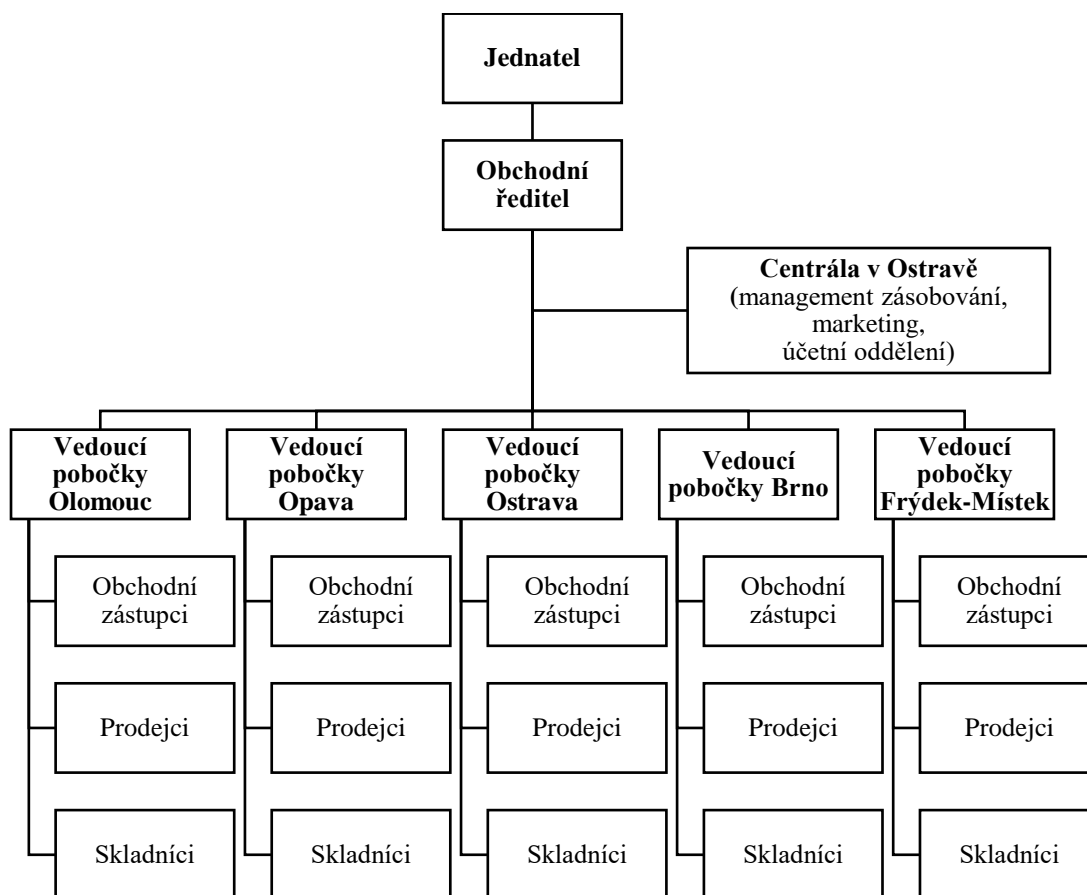 Jednatel
Obchodní
ředitel
Centrála v Ostravě
(management zásobování,
marketing,
účetní oddělení)
Vedoucí
pobočky
Olomouc
Vedoucí
pobočky
Opava
Vedoucí
pobočky
Ostrava
Vedoucí
pobočky Brno
Vedoucí
pobočky
Frýdek-Místek
Obchodní
zástupci
Obchodní
zástupci
Obchodní
zástupci
Obchodní
zástupci
Obchodní
zástupci
Prodejci
Prodejci
Prodejci
Prodejci
Prodejci
Skladníci
Skladníci
Skladníci
Skladníci
Skladníci